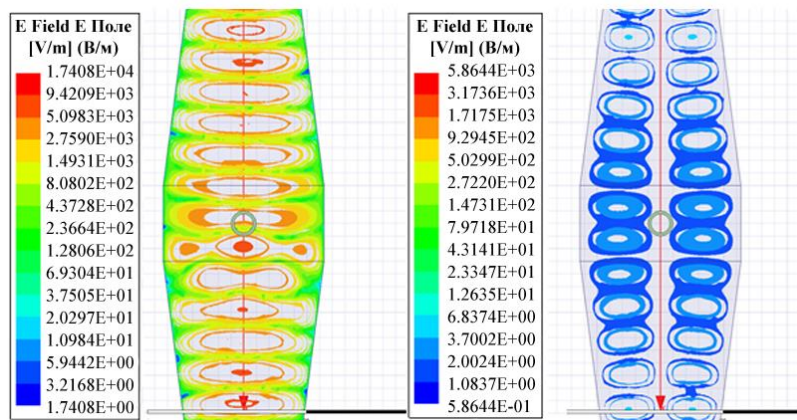 E Field E Поле
[V/m] (В/м)
1.7408E+04
9.4209E+03
5.0983E+03
2.7590E+03
1.4931E+03
8.0802E+02
4.3728E+02
2.3664E+02
1.2806E+02
6.9304E+01
3.7505E+01
2.0297E+01
1.0984E+01
5.9442E+00
3.2168E+00
1.7408E+00
E Field E Поле
[V/m] (В/м)
5.8644E+03
3.1736E+03
1.7175E+03
9.2945E+02
5.0299E+02
2.7220E+02
1.4731E+02
7.9718E+01
4.3141E+01
2.3347E+01
1.2635E+01
6.8374E+00
3.7002E+00
2.0024E+00
1.0837E+00
5.8644E-01